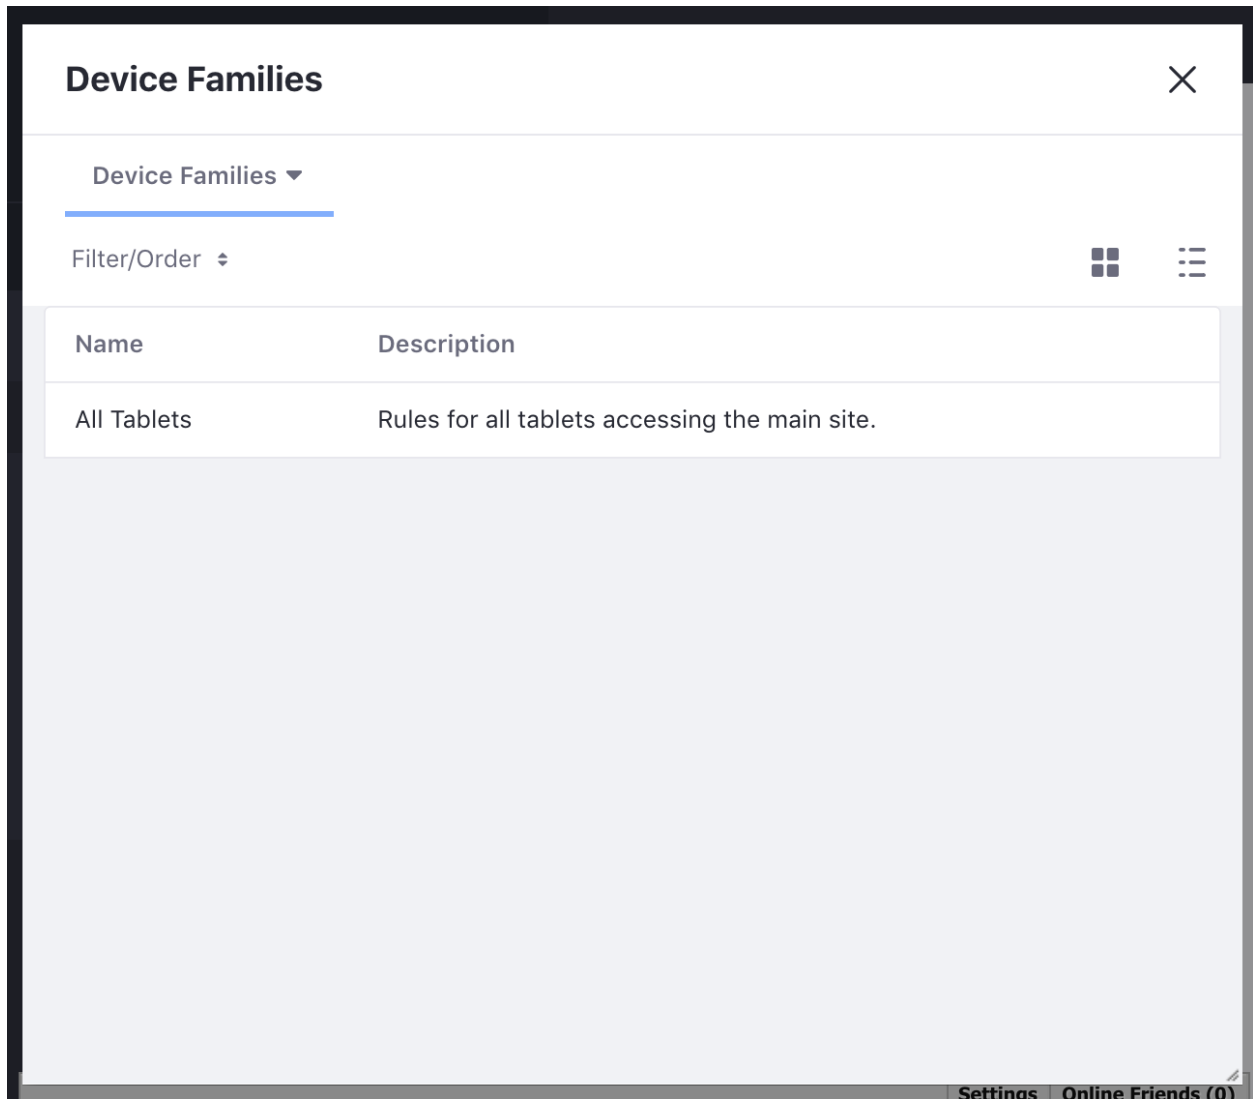 Device Families
Device Families
Filter/Order
Name Description
All Tablets Rules for all tablets accessing the main site.
Settings Online Friends (0)